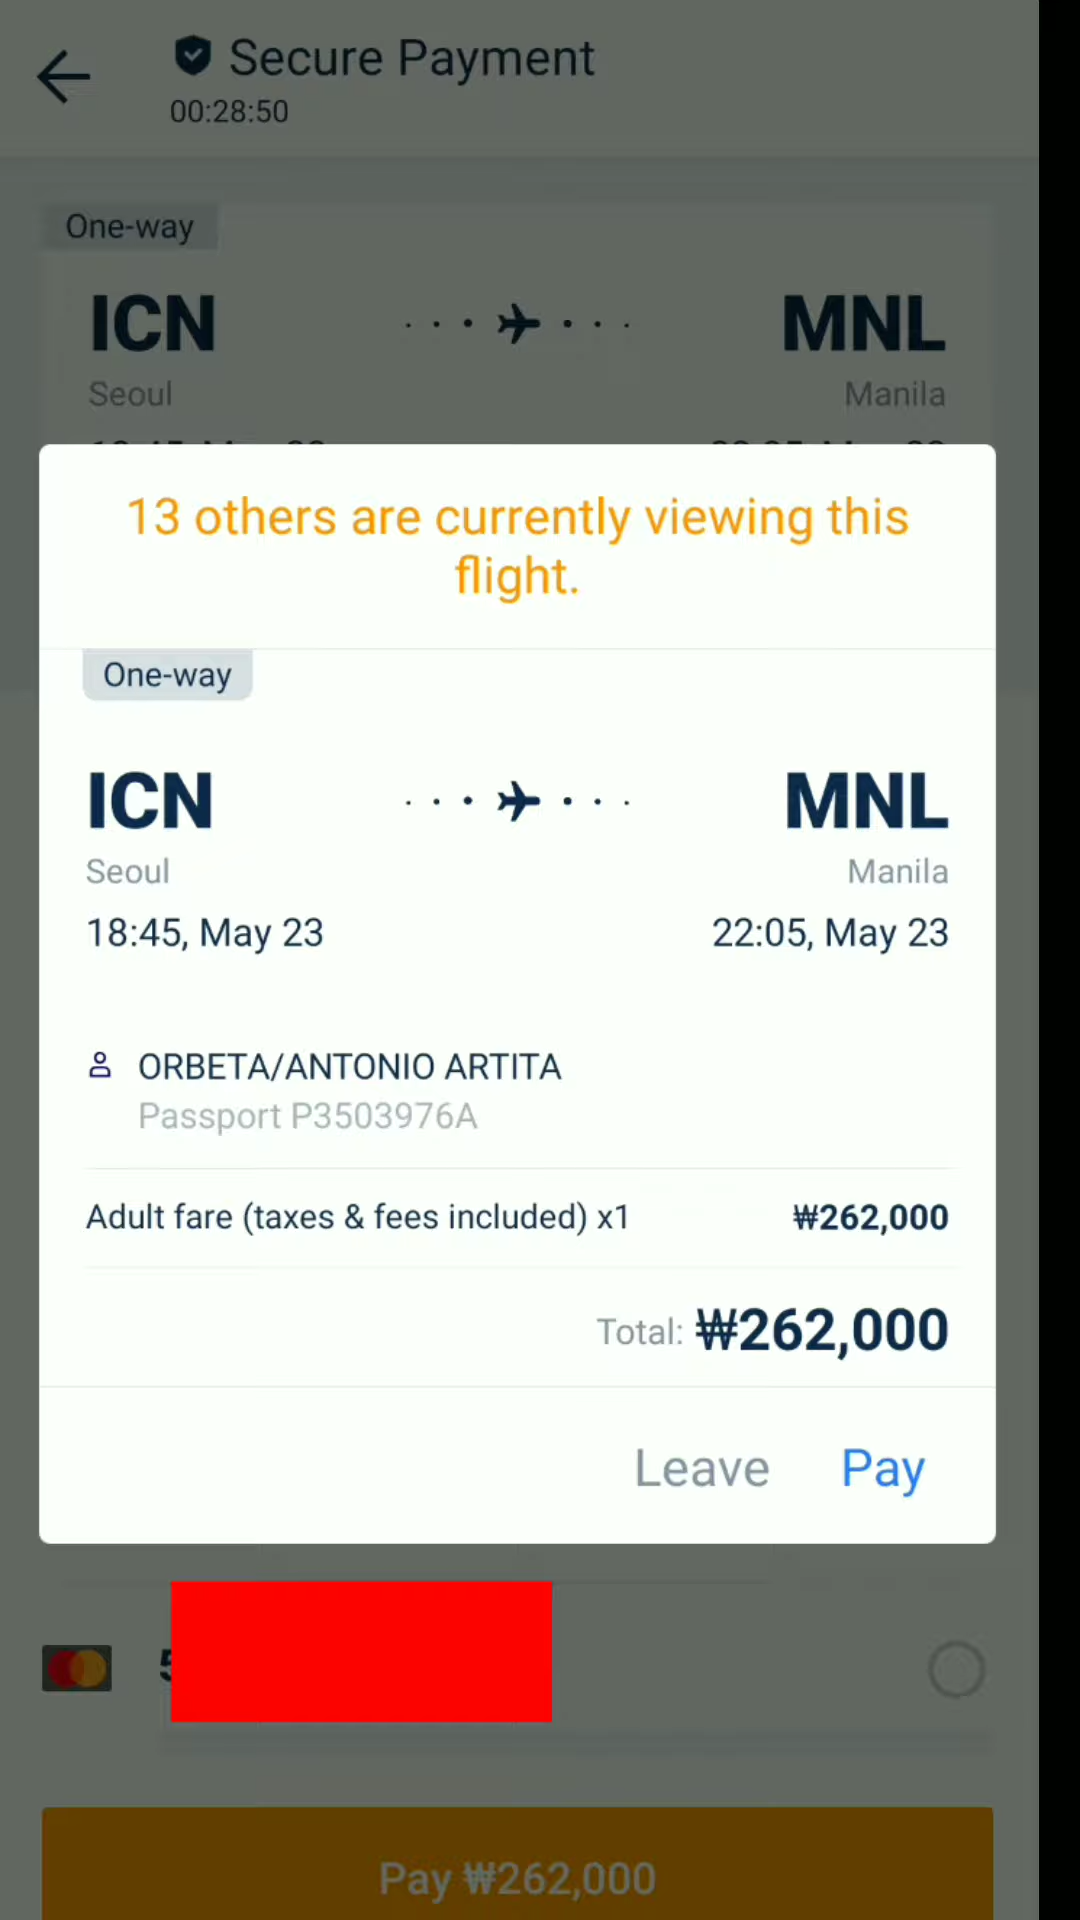 Secure Payment
00:28:50
One-way
ICN
MNL
Seoul
Manila
13 others are currently viewing this
flight.
One-way
ICN
MNL
Seoul
Manila
18:45, May 23
22:05, May 23
ORBETA/ANTONIO ARTITA
Passport P3503976A
Adult fare (taxes & fees included) x1
₩262,000
Total: ₩262,000
Leave
Pay
Pay ₩262,000